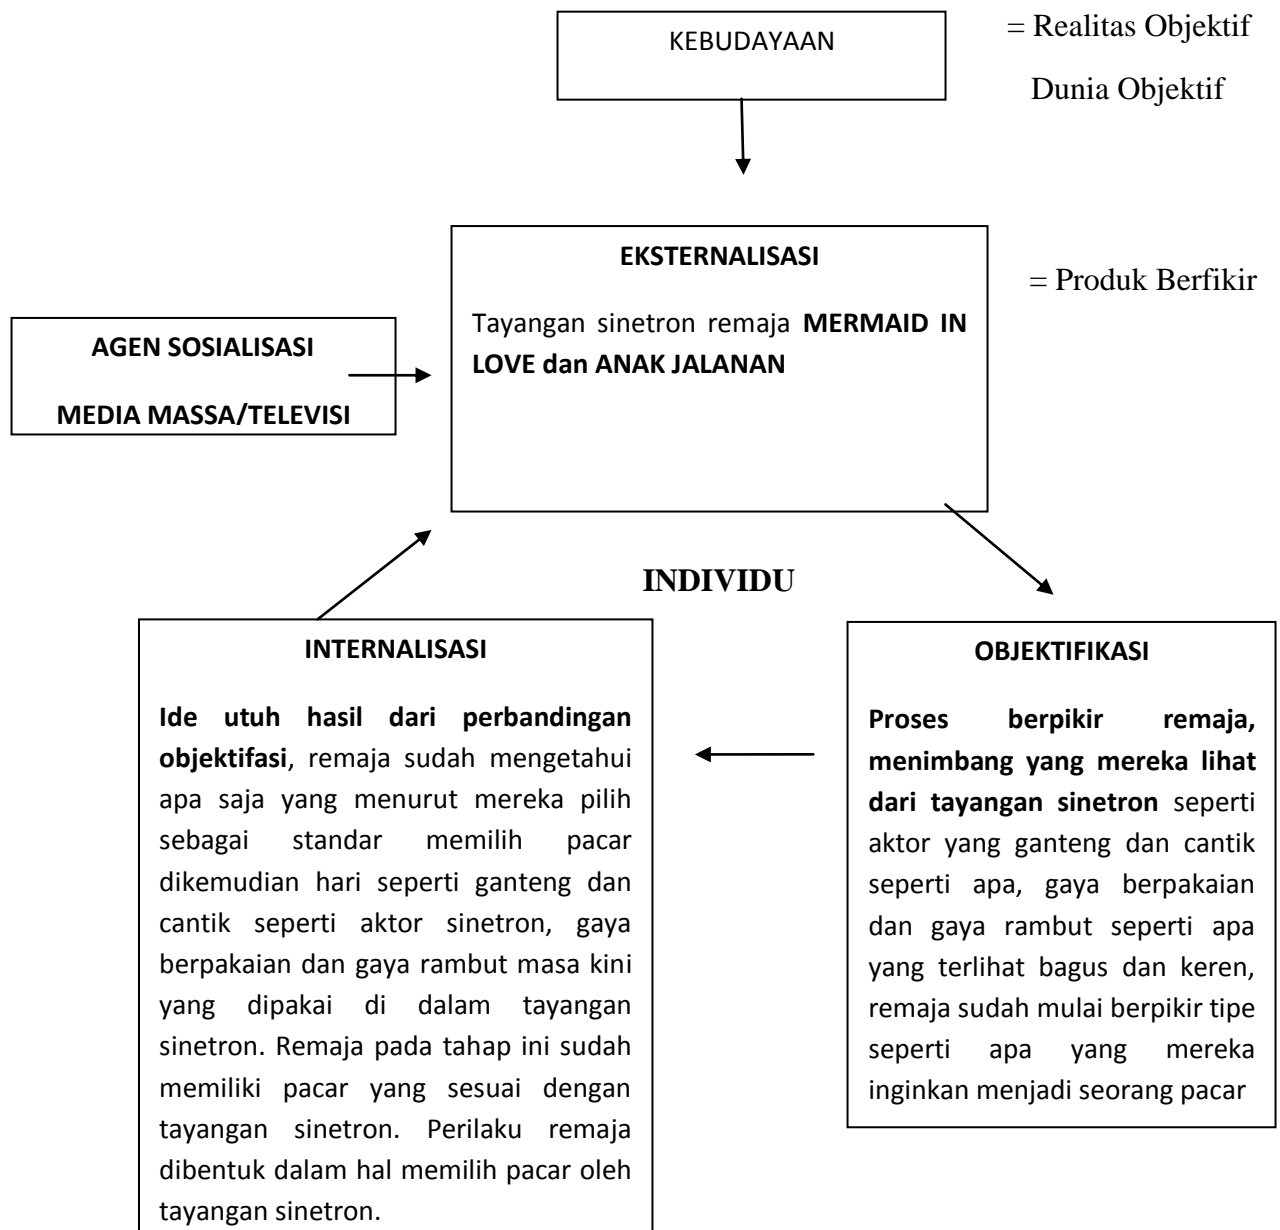 KEBUDAYAAN
= Realitas Objektif
Dunia Objektif
EKSTERNALISASI
Tayangan sinetron remaja MERMAID IN
LOVE dan ANAK JALANAN
= Produk Berfikir
AGEN SOSIALISASI
MEDIA MASSA/TELEVISI
INDIVIDU
INTERNALISASI
Ide utuh hasil dari perbandingan
objektifasi, remaja sudah mengetahui
apa saja yang menurut mereka pilih
sebagai standar memilih pacar
dikemudian hari seperti ganteng dan
cantik seperti aktor sinetron, gaya
berpakaian dan gaya rambut masa kini
yang dipakai di dalam tayangan
sinetron. Remaja pada tahap ini sudah
memiliki pacar yang sesuai dengan
tayangan sinetron. Perilaku remaja
dibentuk dalam hal memilih pacar oleh
tayangan sinetron.
OBJEKTIFIKASI
Proses berpikir remaja,
menimbang yang mereka lihat
dari tayangan sinetron seperti
aktor yang ganteng dan cantik
seperti apa, gaya berpakaian
dan gaya rambut seperti apa
yang terlihat bagus dan keren,
remaja sudah mulai berpikir tipe
seperti apa yang mereka
inginkan menjadi seorang pacar